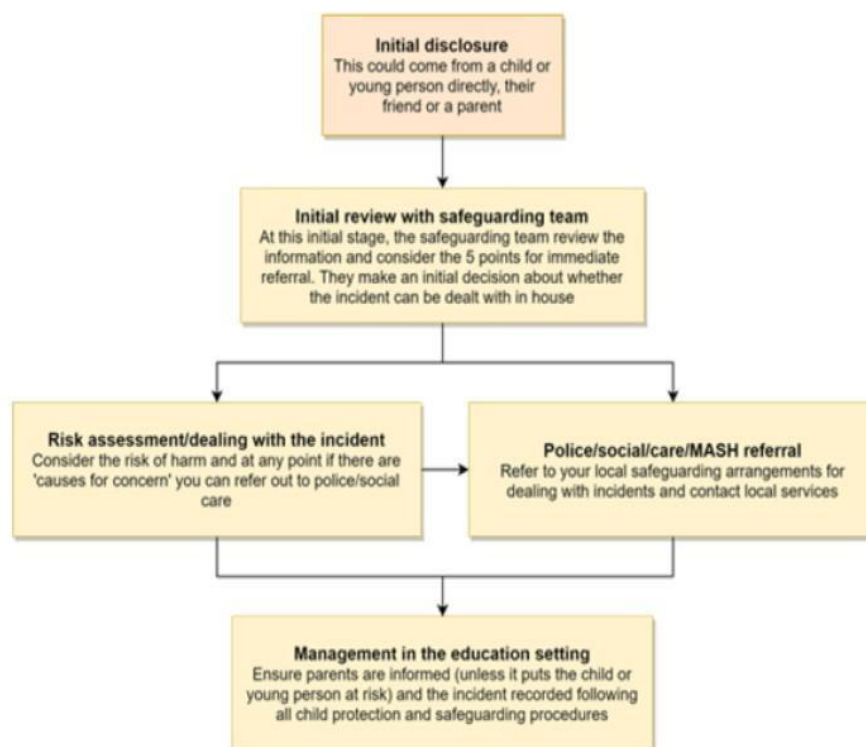 Initial disclosure
This could come from a child or
young person directly, their
friend or a parent
Initial review with safeguarding team
At this initial stage, the safeguarding team review the
information and consider the 5 points for immediate
referral. They make an initial decision about whether
the incident can be dealt with in house
Risk assessment/dealing with the incident
Consider the risk of harm and at any point if there are
'causes for concern' you can refer out to police/social
care
Police/social/care/MASH referral
Refer to your local safeguarding arrangements for
dealing with incidents and contact local services
Management in the education setting
Ensure parents are informed (unless it puts the child or
young person at risk) and the incident recorded following
all child protection and safeguarding procedures